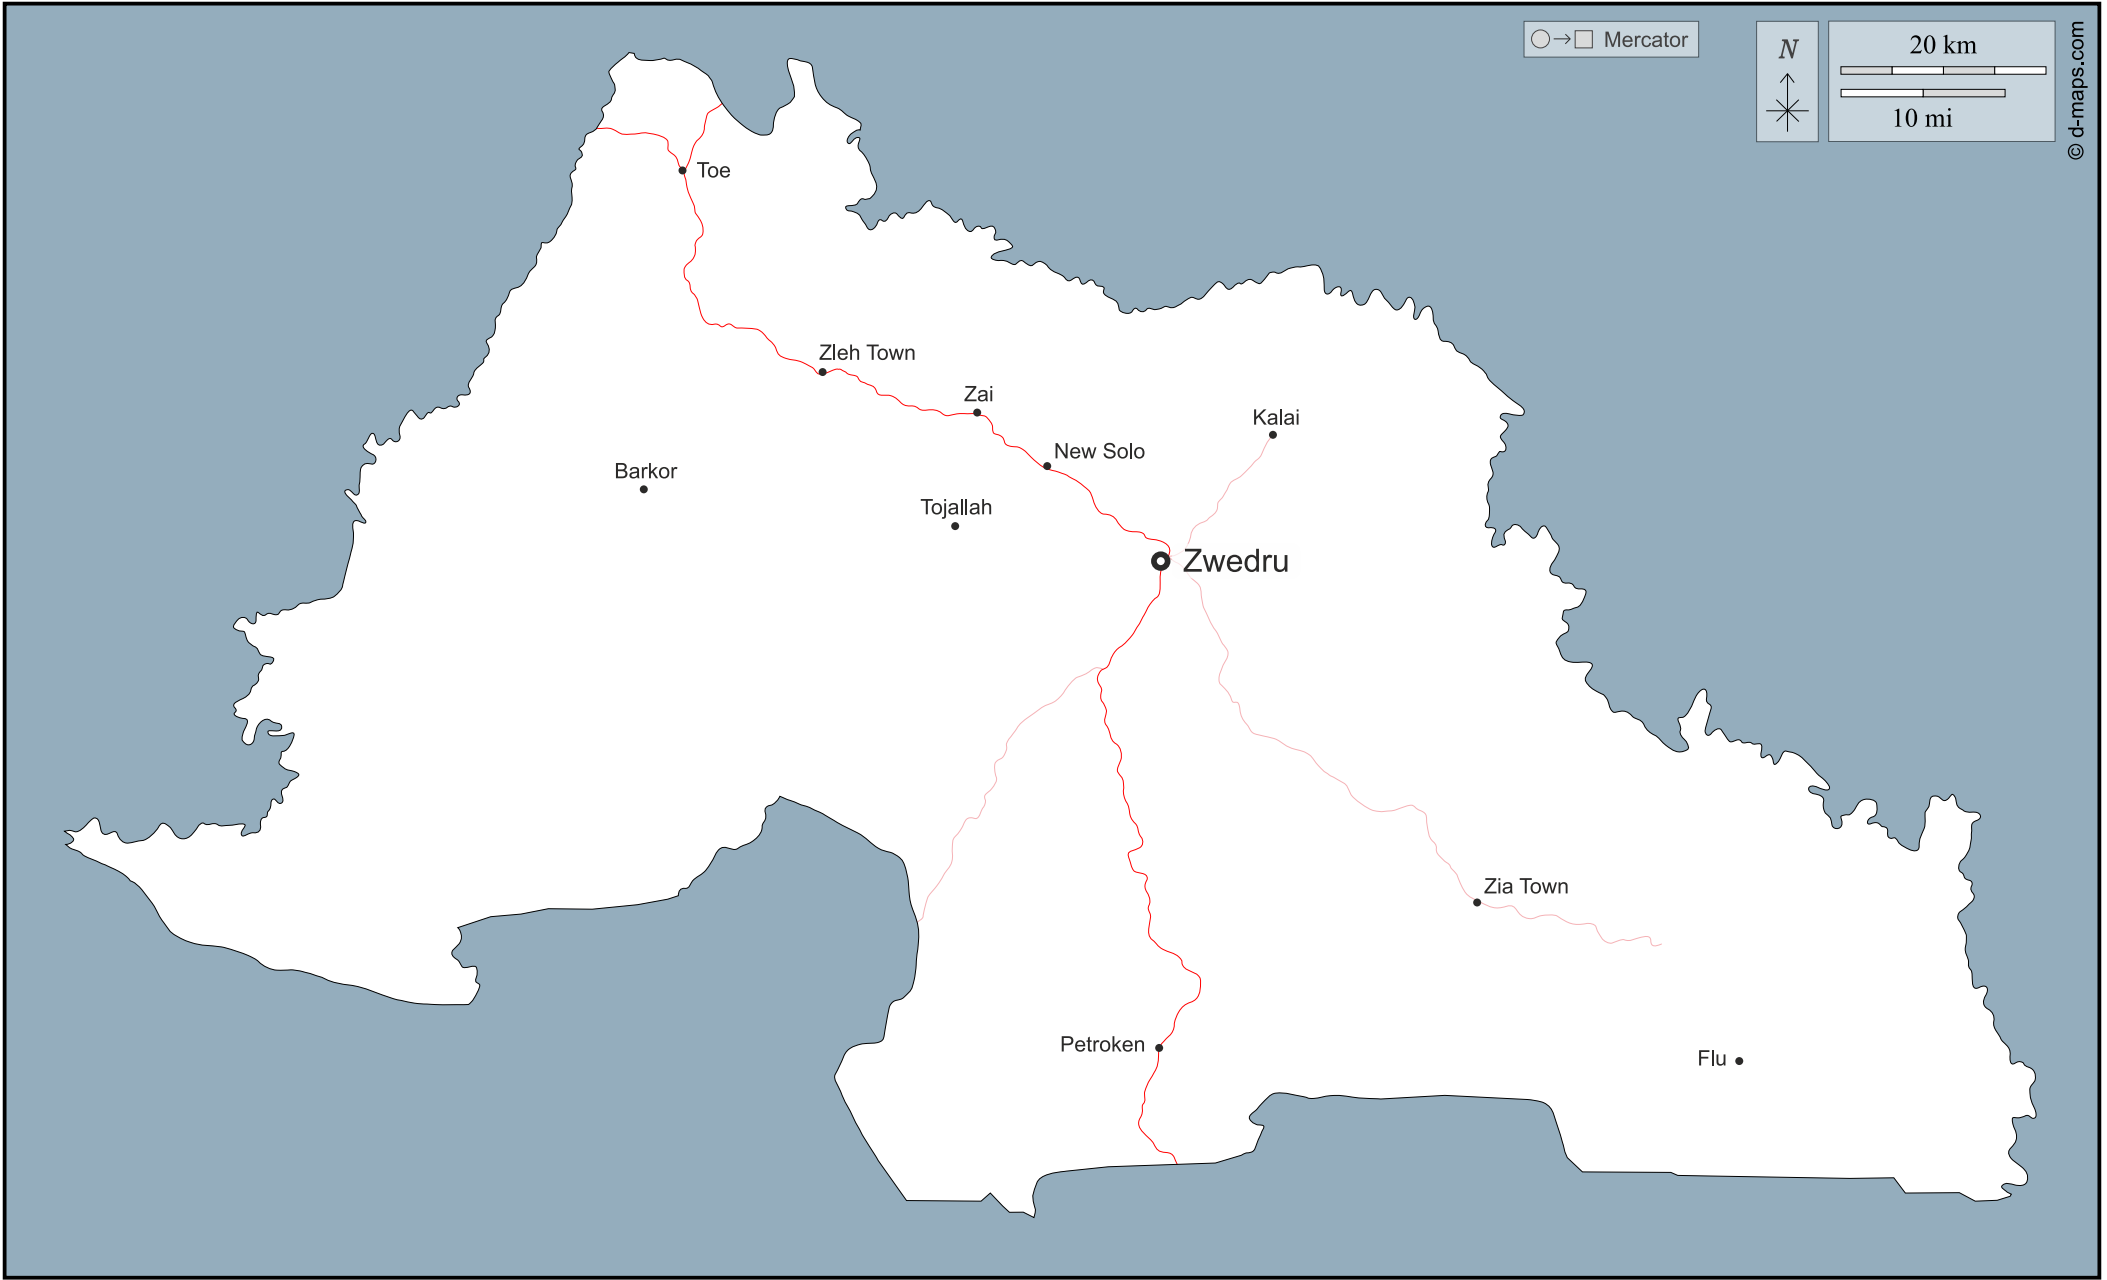 Mercator
N
20 km
10 mi
© d-maps.com
Toe
Zleh Town
Zai
Kalai
New Solo
Barkor
Tojallah
Zwedru
Zia Town
Petroken
Flu